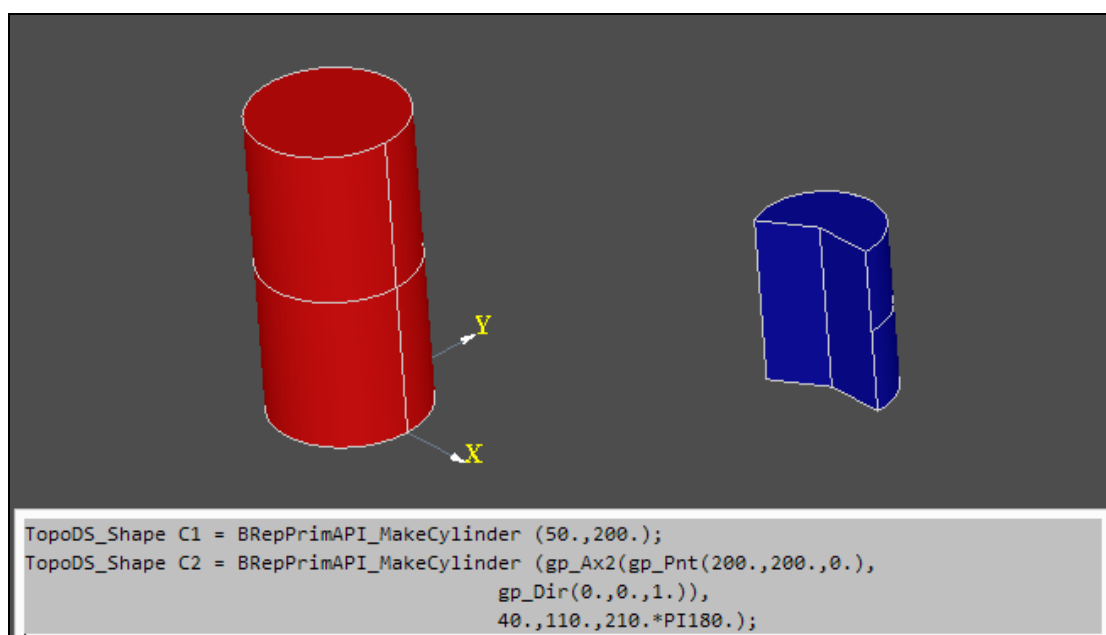 Y
X
TopoDS_Shape C1 = BRepPrimAPI_MakeCylinder (50.,200.);
TopoDS_Shape C2 = BRepPrimAPI_MakeCylinder (gp_Ax2(gp_Pnt(200.,200.,0.),
gp_Dir(0.,0.,1.)),
40.,110.,210.*PI180.);